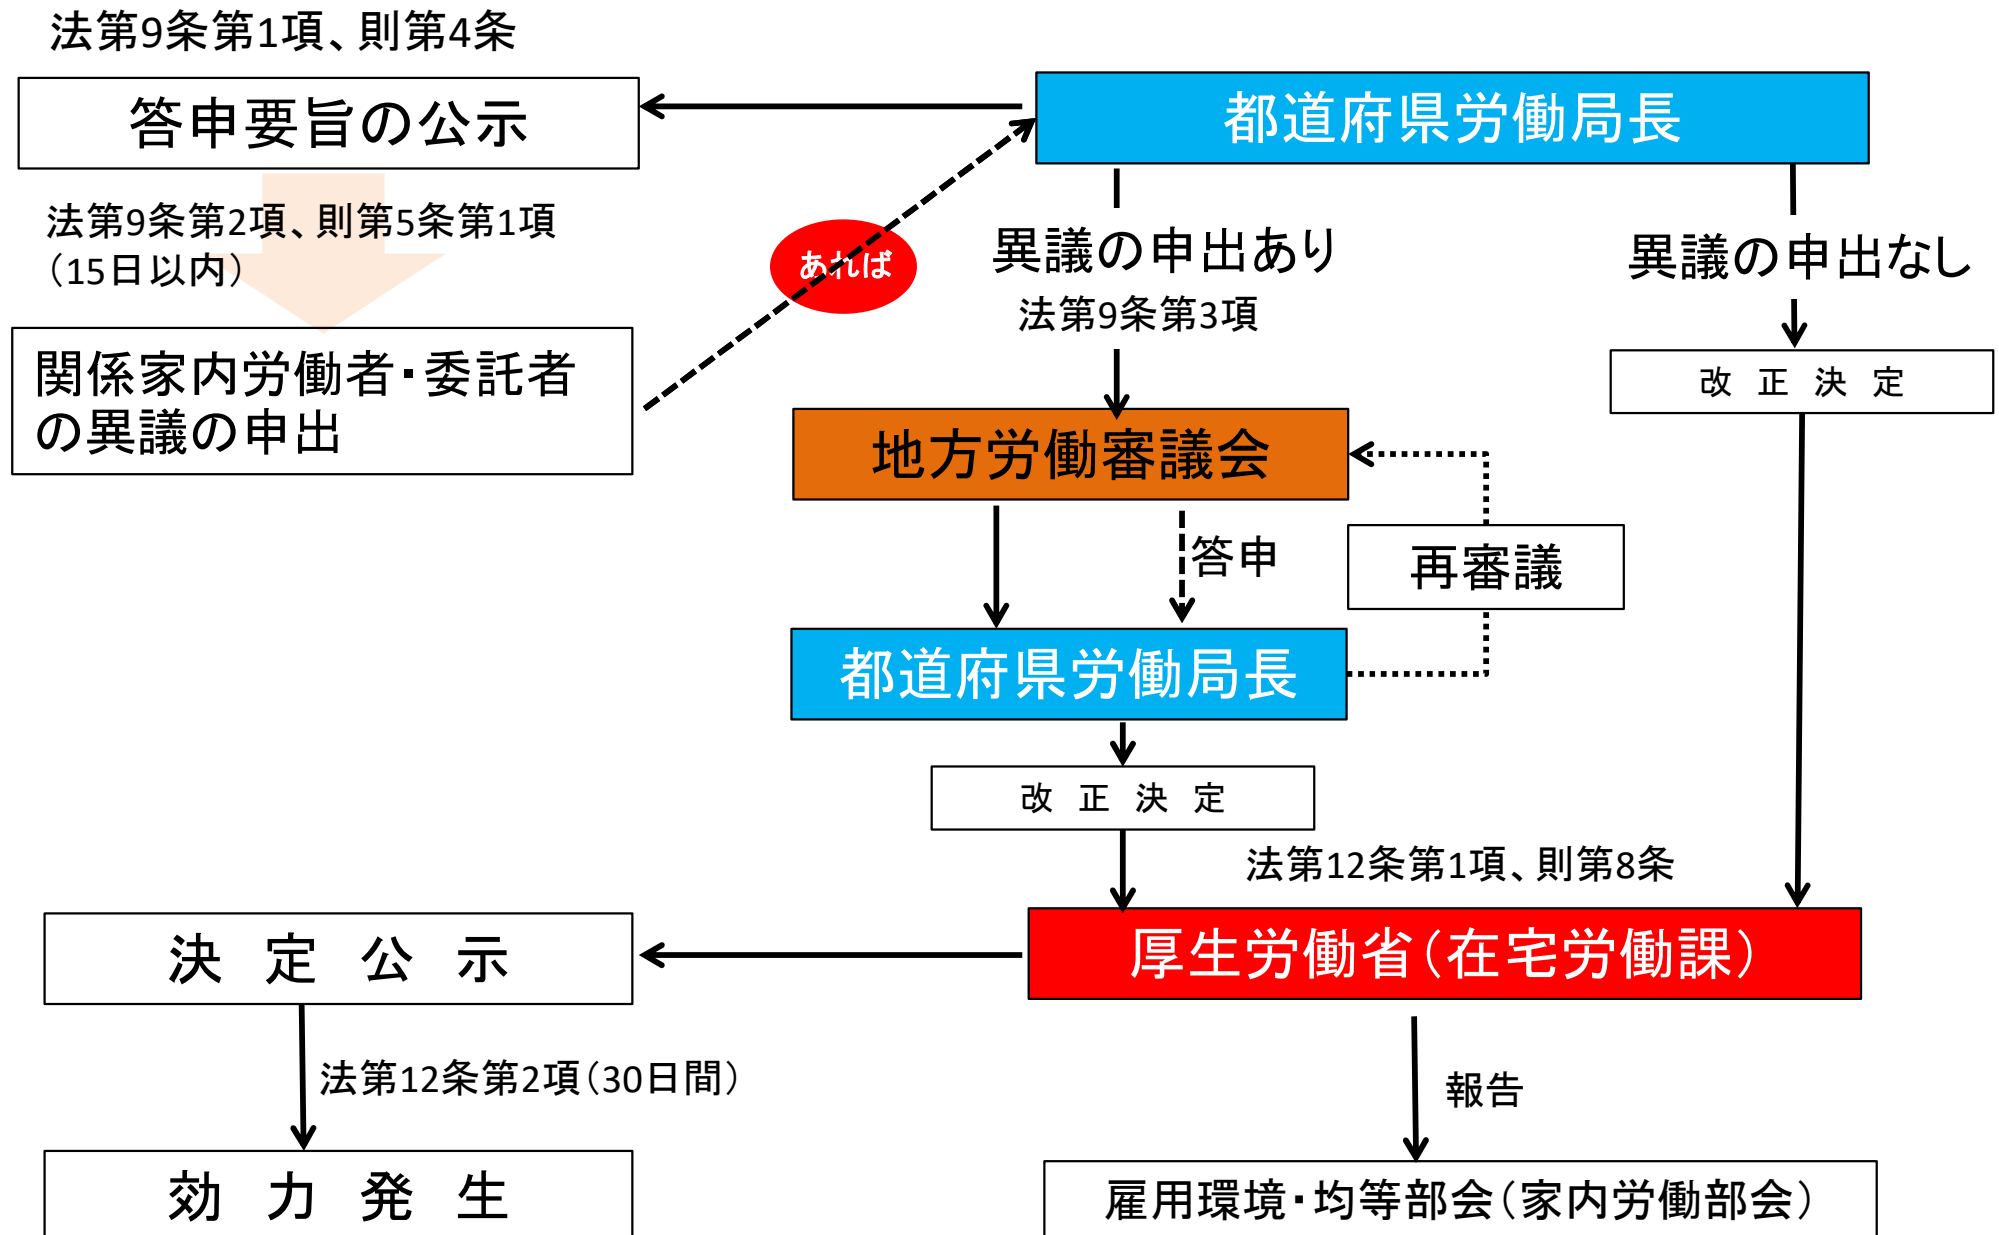 法第9条第1項、則第4条
答申要旨の公示
都道府県労働局長
法第9条第2項、則第5条第1項
（15日以内）
あれば
異議の申出あり
法第9条第3項
異議の申出なし
関係家内労働者・委託者
の異議の申出
改　正　決　定
地方労働審議会
答申
再審議
都道府県労働局長
改　正　決　定
法第12条第1項、則第8条
決　定　公　示
厚生労働省（在宅労働課）
法第12条第2項（30日間）
報告
効　力　発　生
雇用環境・均等部会（家内労働部会）